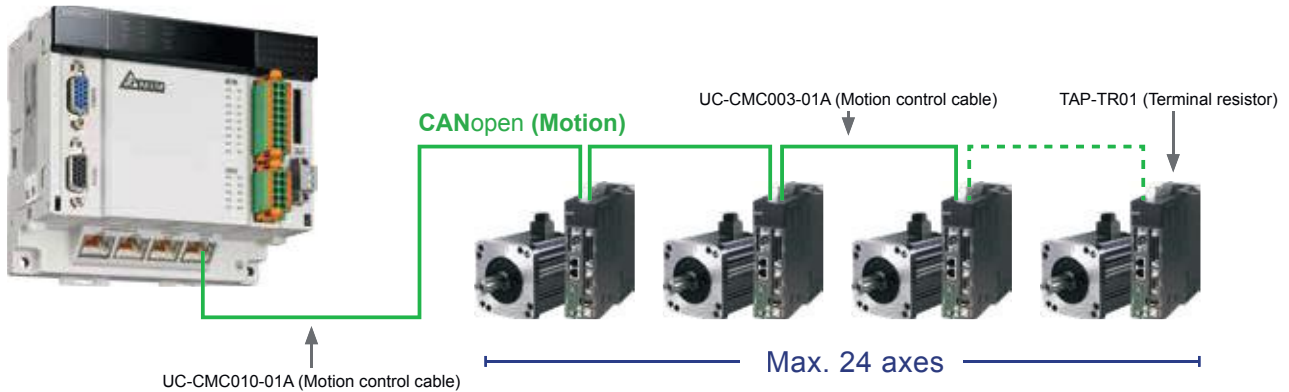 UC-CMC003-01A (Motion control cable)
TAP-TR01 (Terminal resistor)
CANopen (Motion)
Max. 24 axes
UC-CMC010-01A (Motion control cable)